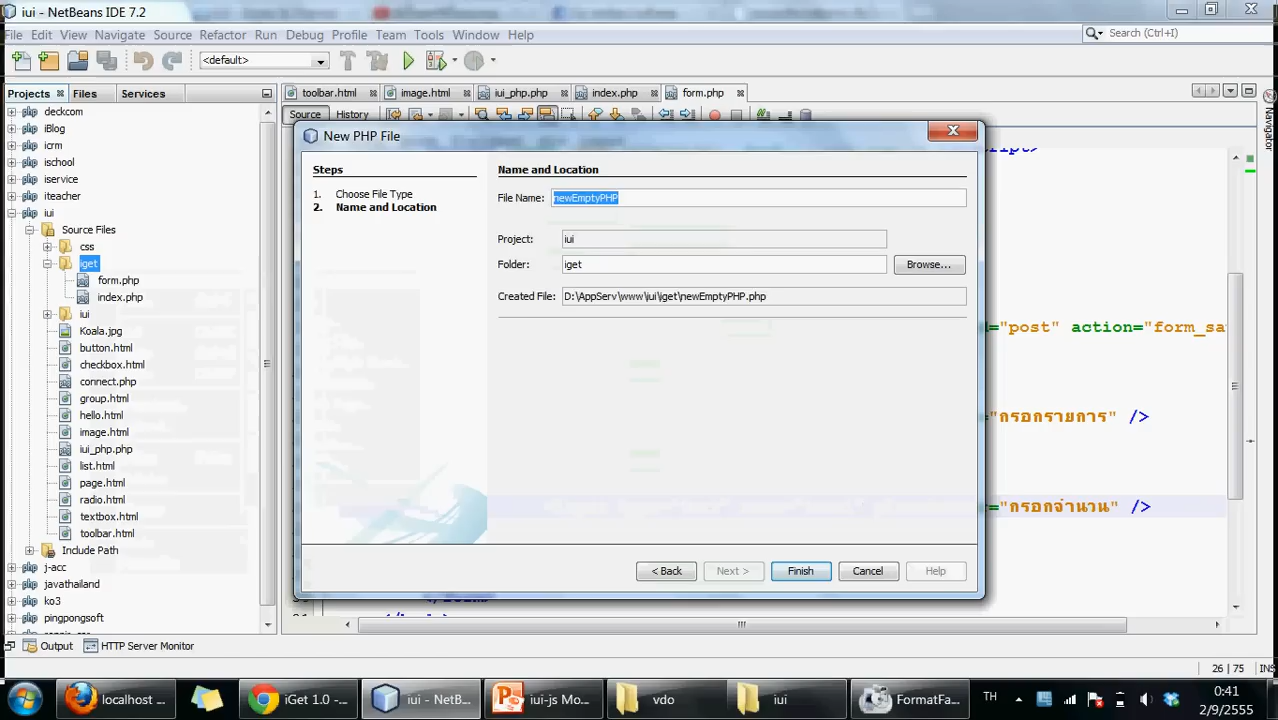 iui - NetBeans IDE 7.2
File Edit View Navigate Source Refactor Run Debug Profile Team Tools Window Help
Search (Ctrl+I)
<default>
Projects Files Services
toolbar.html image.html iui_php.php index.php form.php
Source History
deckcom
iBlog
icrm
ischool
iservice
iteacher
iui
Source Files
css
iget
form.php
index.php
iui
Koala.jpg
button.html
checkbox.html
connect.php
group.html
hello.html
image.html
iui_php.php
list.html
page.html
radio.html
textbox.html
toolbar.html
Include Path
j-acc
javathailand
ko3
pingpongsoft
New PHP File
Steps
1. Choose File Type
2. Name and Location
Name and Location
File Name: newEmptyPHP
Project: iui
Folder: iget
Browse...
Created File: D:\AppServ\www\iui\iget\newEmptyPHP.php
< Back Next > Finish Cancel Help
="post" action="form_sa
="กรอกรายการ" />
="กรอกจำนวน" />
Navigator
Output HTTP Server Monitor
26 | 75 INS
localhost ... iGet 1.0 -... iui - NetB... iui-js Mo... vdo iui FormatFa...
TH
0:41
2/9/2555